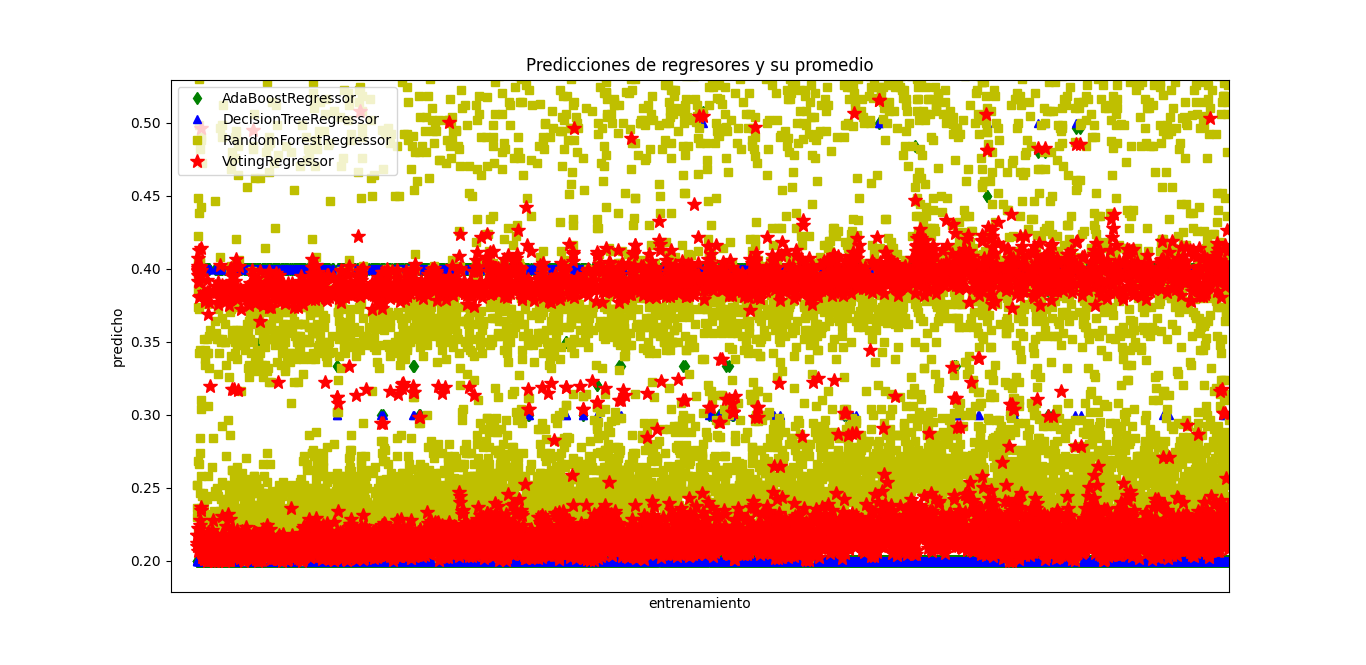 Predicciones de regresores y su promedio
AdaBoostRegressor
DecisionTreeRegressor
RandomForestRegressor
VotingRegressor
predicho
0.50
0.45
0.40
0.35
0.30
0.25
0.20
entrenamiento